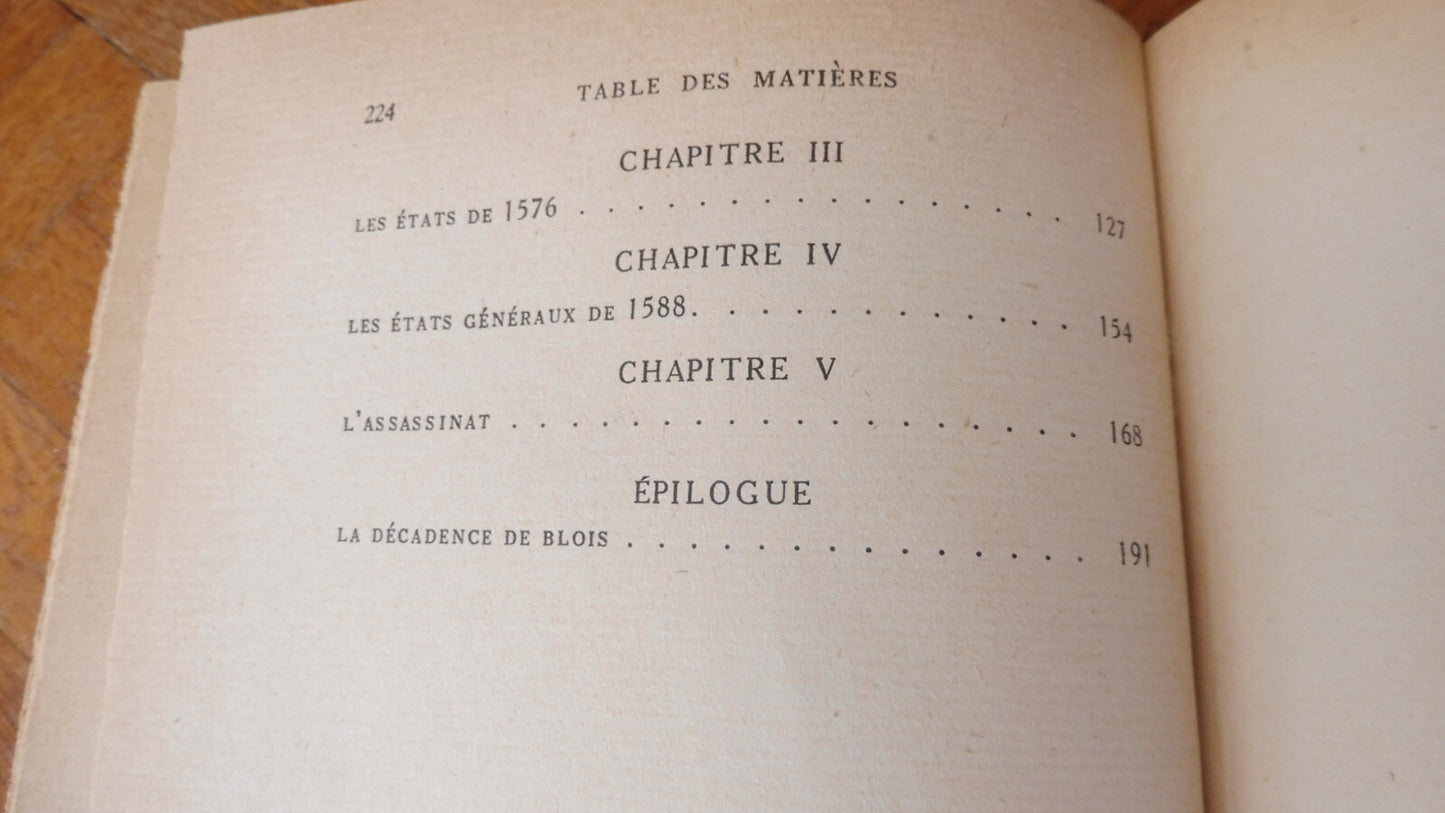 224 TABLE DES MATIÈRES
CHAPITRE III
LES ÉTATS DE 1576 . . . . . . . . . . . . . . . . . 127
CHAPITRE IV
LES ÉTATS GÉNÉRAUX DE 1588. . . . . . . . . . . . . 154
CHAPITRE V
L'ASSASSINAT . . . . . . . . . . . . . . . . . . . 168
ÉPILOGUE
LA DÉCADENCE DE BLOIS . . . . . . . . . . . . . . . 191